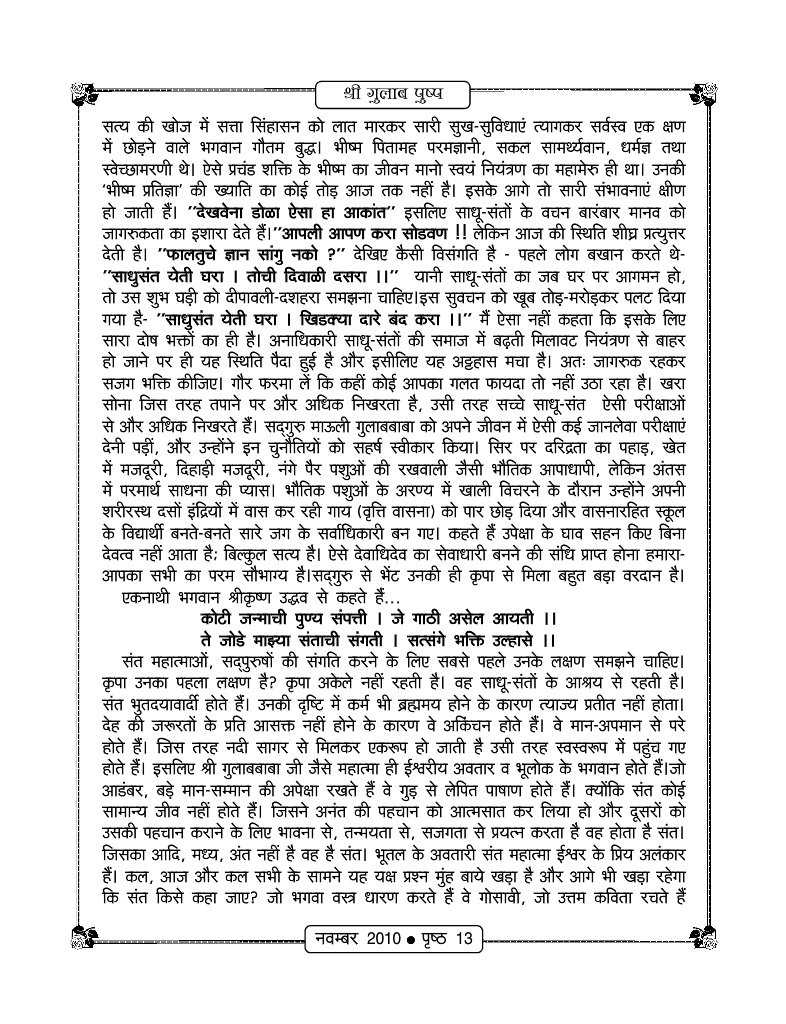 श्री गुलाब पुष्प
सत्य की खोज में सत्ता सिंहासन को लात मारकर सारी सुख-सुविधाएं त्यागकर सर्वस्व एक क्षण
में छोड़ने वाले भगवान गौतम बुद्ध। भीष्म पितामह परमज्ञानी, सकल सामर्थ्यवान, धर्मज्ञ तथा
स्वेच्छामरणी थे। ऐसे प्रचंड शक्ति के भीष्म का जीवन मानो स्वयं नियंत्रण का महामेरु ही था। उनकी
‘भीष्म प्रतिज्ञा’ की ख्याति का कोई तोड़ आज तक नहीं है। इसके आगे तो सारी संभावनाएं क्षीण
हो जाती हैं। ‘‘देखवेना डोळा ऐसा हा आकांत’’ इसलिए साधू-संतों के वचन बारंबार मानव को
जागरुकता का इशारा देते हैं।‘‘आपली आपण करा सोडवण !! लेकिन आज की स्थिति शीघ्र प्रत्युत्तर
देती है। ‘‘फालतुचे ज्ञान सांगु नको ?’’ देखिए कैसी विसंगति है - पहले लोग बखान करते थे-
‘‘साधुसंत येती घरा । तोची दिवाळी दसरा ।।’’ यानी साधू-संतों का जब घर पर आगमन हो,
तो उस शुभ घड़ी को दीपावली-दशहरा समझना चाहिए।इस सुवचन को खूब तोड़-मरोड़कर पलट दिया
गया है- ‘‘साधुसंत येती घरा । खिडक्या दारे बंद करा ।।’’ मैं ऐसा नहीं कहता कि इसके लिए
सारा दोष भक्तों का ही है। अनाधिकारी साधू-संतों की समाज में बढ़ती मिलावट नियंत्रण से बाहर
हो जाने पर ही यह स्थिति पैदा हुई है और इसीलिए यह अट्टहास मचा है। अतः जागरुक रहकर
सजग भक्ति कीजिए। गौर फरमा लें कि कहीं कोई आपका गलत फायदा तो नहीं उठा रहा है। खरा
सोना जिस तरह तपाने पर और अधिक निखरता है, उसी तरह सच्चे साधू-संत ऐसी परीक्षाओं
से और अधिक निखरते हैं। सद्‌गुरु माऊली गुलाबबाबा को अपने जीवन में ऐसी कई जानलेवा परीक्षाएं
देनी पड़ीं, और उन्होंने इन चुनौतियों को सहर्ष स्वीकार किया। सिर पर दरिद्रता का पहाड़, खेत
में मजदूरी, दिहाड़ी मजदूरी, नंगे पैर पशुओं की रखवाली जैसी भौतिक आपाधापी, लेकिन अंतस
में परमार्थ साधना की प्यास। भौतिक पशुओं के अरण्य में खाली विचरने के दौरान उन्होंने अपनी
शरीरस्थ दसों इंद्रियों में वास कर रही गाय (वृत्ति वासना) को पार छोड़ दिया और वासनारहित स्कूल
के विद्यार्थी बनते-बनते सारे जग के सर्वाधिकारी बन गए। कहते हैं उपेक्षा के घाव सहन किए बिना
देवत्व नहीं आता है; बिल्कुल सत्य है। ऐसे देवाधिदेव का सेवाधारी बनने की संधि प्राप्त होना हमारा-
आपका सभी का परम सौभाग्य है।सद्‌गुरु से भेंट उनकी ही कृपा से मिला बहुत बड़ा वरदान है।
एकनाथी भगवान श्रीकृष्ण उद्धव से कहते हैं...
कोटी जन्माची पुण्य संपत्ती । जे गाठी असेल आयती ।।
ते जोडे माझ्या संताची संगती । सत्संगे भक्ति उल्हासे ।।
संत महात्माओं, सद्‌पुरुषों की संगति करने के लिए सबसे पहले उनके लक्षण समझने चाहिए।
कृपा उनका पहला लक्षण है? कृपा अकेले नहीं रहती है। वह साधू-संतों के आश्रय से रहती है।
संत भुतदयावार्दी होते हैं। उनकी दृष्टि में कर्म भी ब्रह्ममय होने के कारण त्याज्य प्रतीत नहीं होता।
देह की जरूरतों के प्रति आसक्त नहीं होने के कारण वे अकिंचन होते हैं। वे मान-अपमान से परे
होते हैं। जिस तरह नदी सागर से मिलकर एकरूप हो जाती है उसी तरह स्वस्वरूप में पहुंच गए
होते हैं। इसलिए श्री गुलाबबाबा जी जैसे महात्मा ही ईश्वरीय अवतार व भूलोक के भगवान होते हैं।जो
आडंबर, बड़े मान-सम्मान की अपेक्षा रखते हैं वे गुड़ से लेपित पाषाण होते हैं। क्योंकि संत कोई
सामान्य जीव नहीं होते हैं। जिसने अनंत की पहचान को आत्मसात कर लिया हो और दूसरों को
उसकी पहचान कराने के लिए भावना से, तन्मयता से, सजगता से प्रयत्न करता है वह होता है संत।
जिसका आदि, मध्य, अंत नहीं है वह है संत। भूतल के अवतारी संत महात्मा ईश्वर के प्रिय अलंकार
हैं। कल, आज और कल सभी के सामने यह यक्ष प्रश्न मुंह बाये खड़ा है और आगे भी खड़ा रहेगा
कि संत किसे कहा जाए? जो भगवा वस्त्र धारण करते हैं वे गोसावी, जो उत्तम कविता रचते हैं
नवम्बर 2010 ● पृष्ठ 13